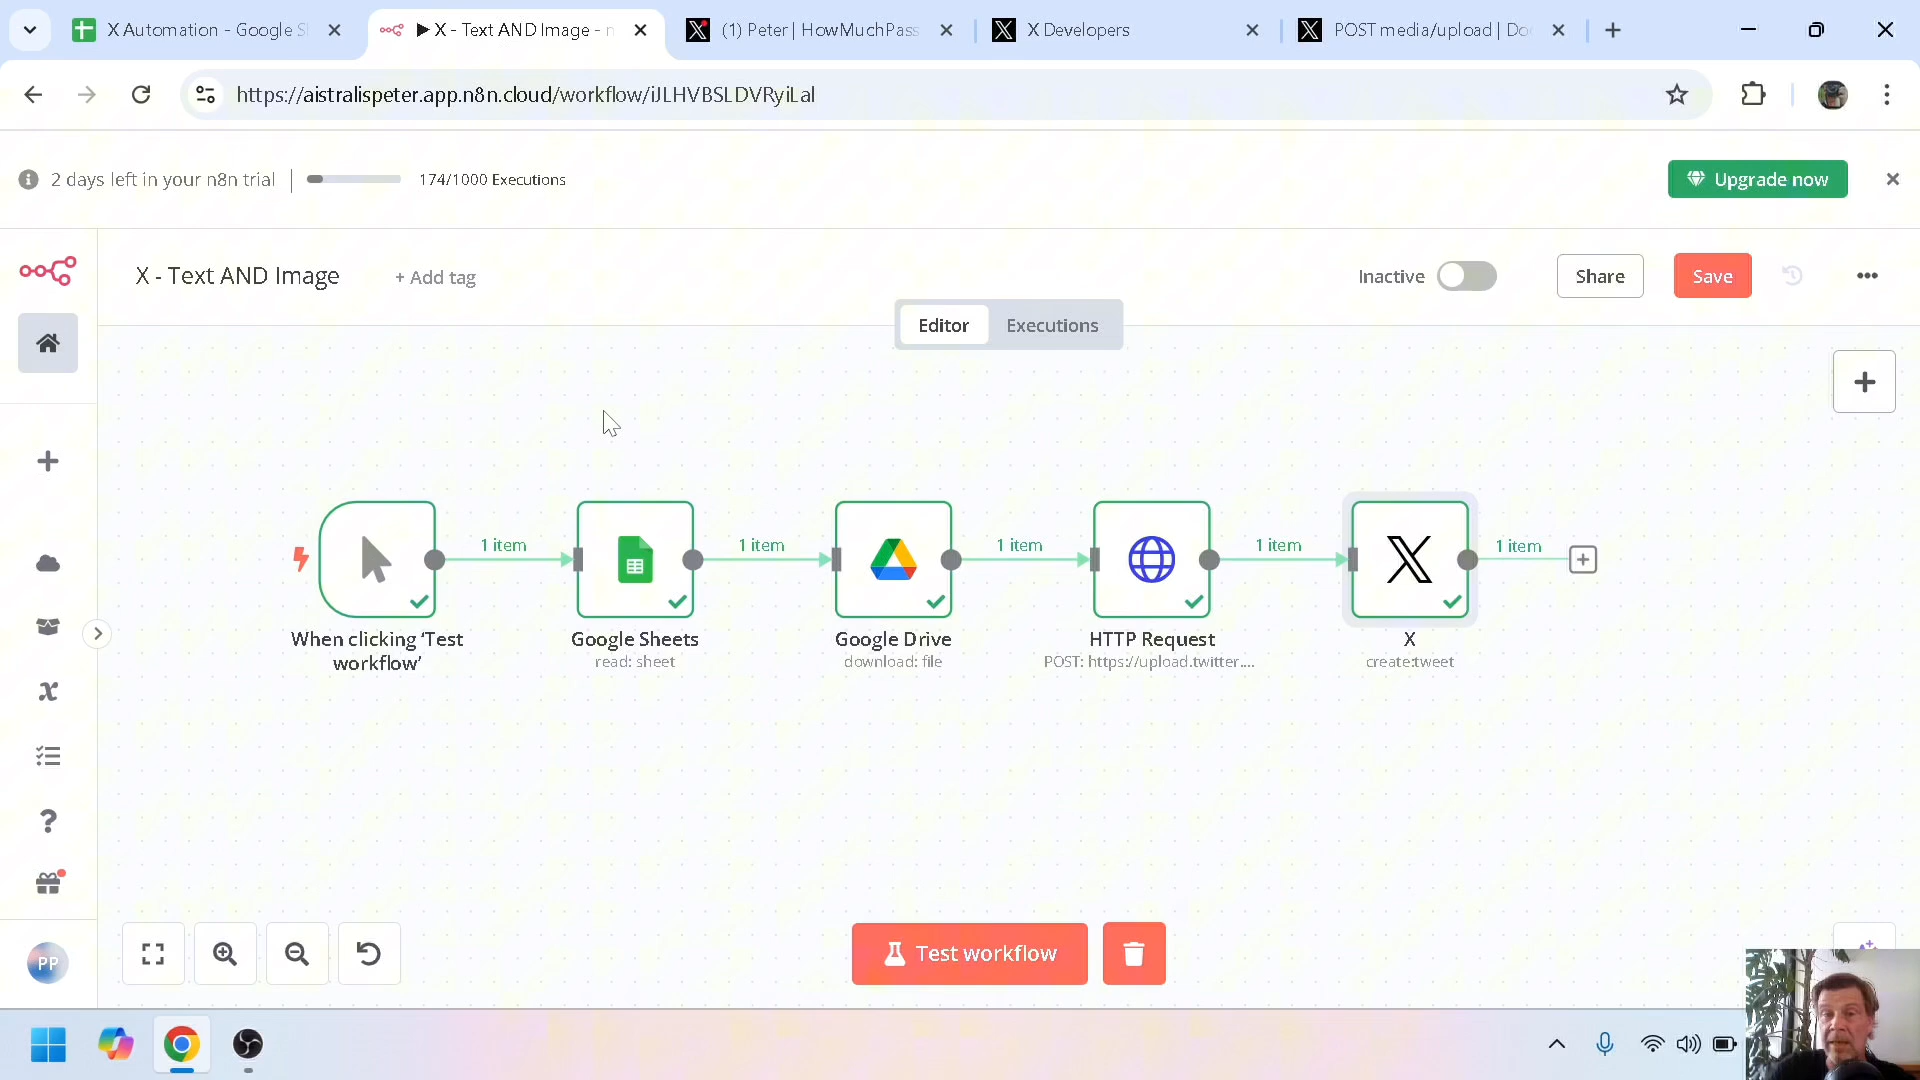 X Automation - Google S
X - Text AND Image - n
(1) Peter | HowMuchPass
X Developers
POST media/upload | Do
https://aistralispeter.app.n8n.cloud/workflow/iJLHVBSLDVRyiLal
2 days left in your n8n trial
174/1000 Executions
Upgrade now
X - Text AND Image
+ Add tag
Inactive
Share
Save
Editor
Executions
1 item
1 item
1 item
1 item
1 item
When clicking ‘Test
workflow’
Google Sheets
read: sheet
Google Drive
download: file
HTTP Request
POST: https://upload.twitter....
X
create:tweet
PP
Test workflow